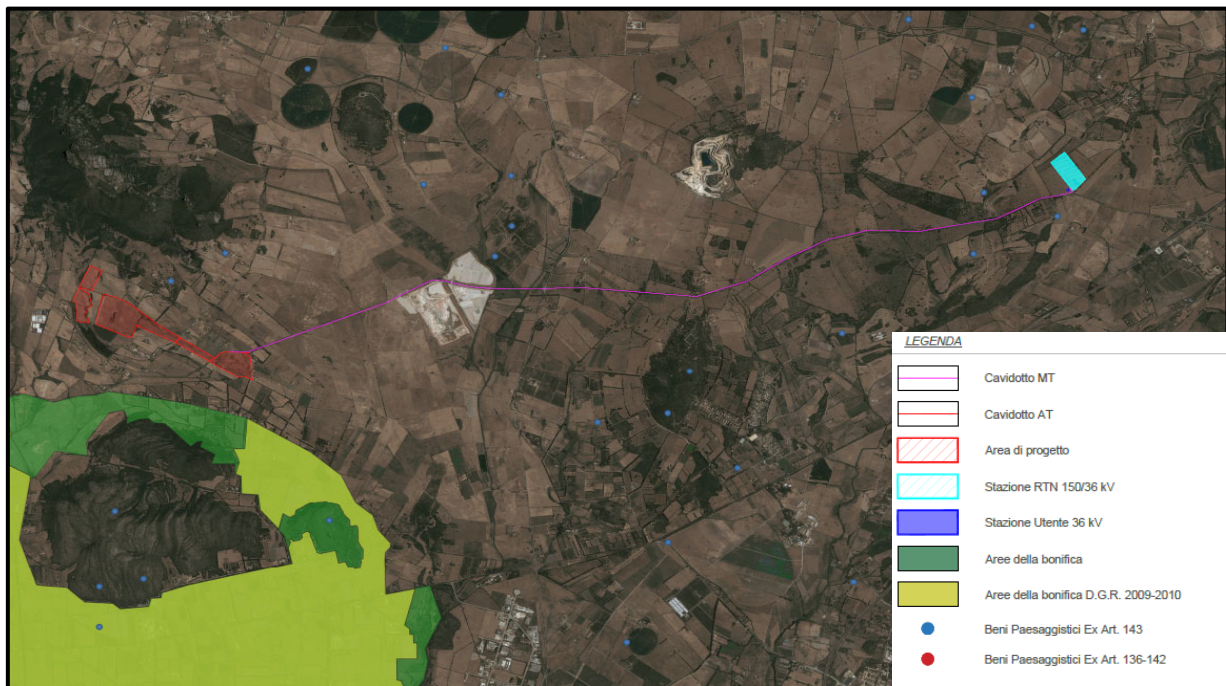 LEGENDA
Cavidotto MT
Cavidotto AT
Area di progetto
Stazione RTN 150/36 kV
Stazione Utente 36 kV
Aree della bonifica
Aree della bonifica D.G.R. 2009-2010
Beni Paesaggistici Ex Art. 143
Beni Paesaggistici Ex Art. 136-142